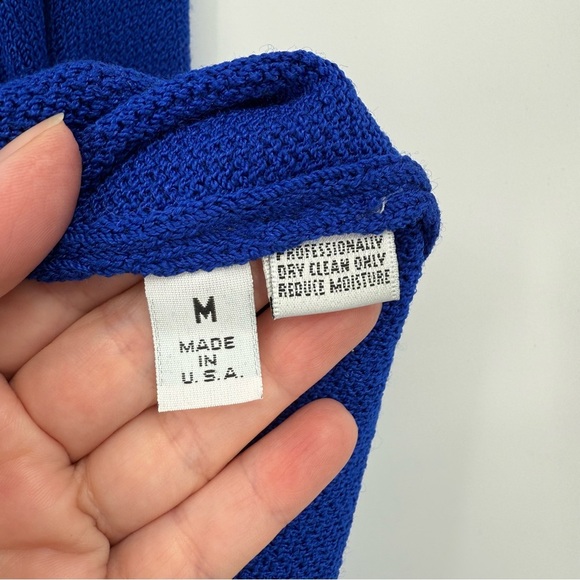 M
MADE
IN
U.S.A.
PROFESSIONALLY
DRY CLEAN ONLY
REDUCE MOISTURE